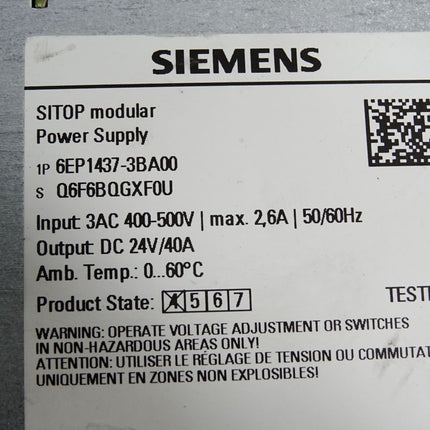 SIEMENS
SITOP modular
Power Supply
1P 6EP1437-3BA00
S Q6F6BQGXF0U
Input: 3AC 400-500V | max. 2,6A | 50/60Hz
Output: DC 24V/40A
Amb. Temp.: 0...60°C
Product State: 4 5 6 7
WARNING: OPERATE VOLTAGE ADJUSTMENT OR SWITCHES
IN NON-HAZARDOUS AREAS ONLY!
ATTENTION: UTILISER LE RÉGLAGE DE TENSION OU COMMUTA
UNIQUEMENT EN ZONES NON EXPLOSIBLES!